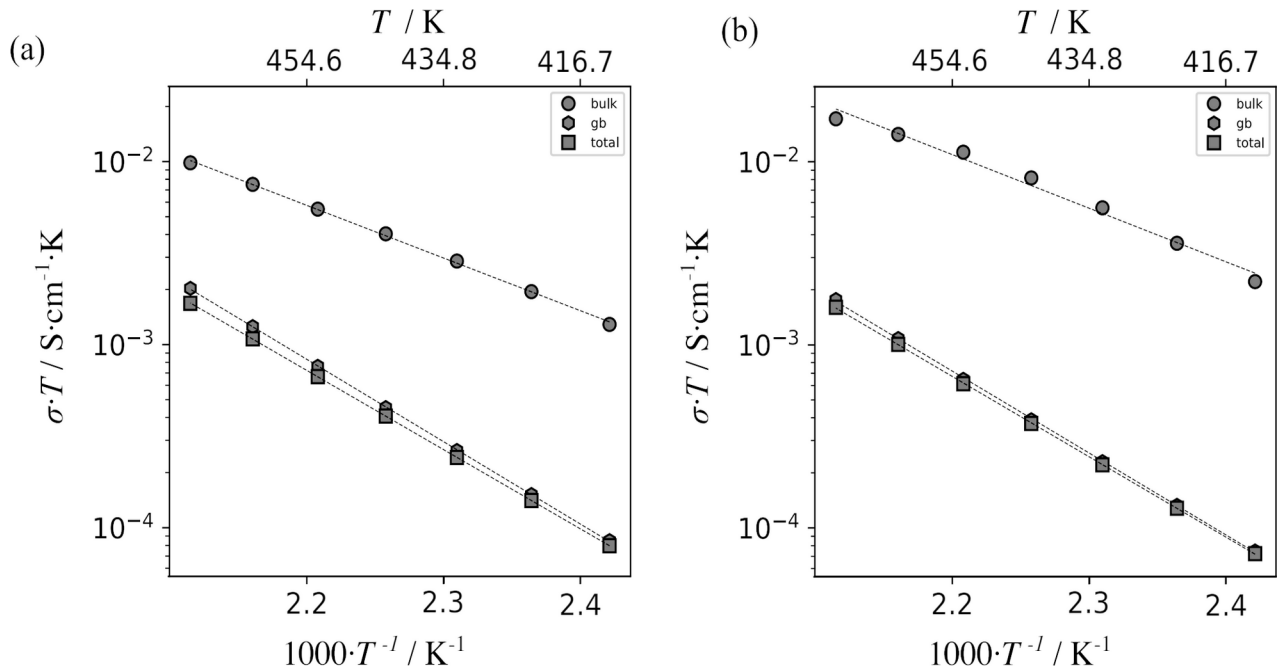 (a)
T / K
454.6 434.8 416.7
bulk
gb
total
10⁻²
10⁻³
10⁻⁴
σ·T / S·cm⁻¹·K
2.2 2.3 2.4
1000·T⁻¹ / K⁻¹
(b)
T / K
454.6 434.8 416.7
bulk
gb
total
10⁻²
10⁻³
10⁻⁴
σ·T / S·cm⁻¹·K
2.2 2.3 2.4
1000·T⁻¹ / K⁻¹